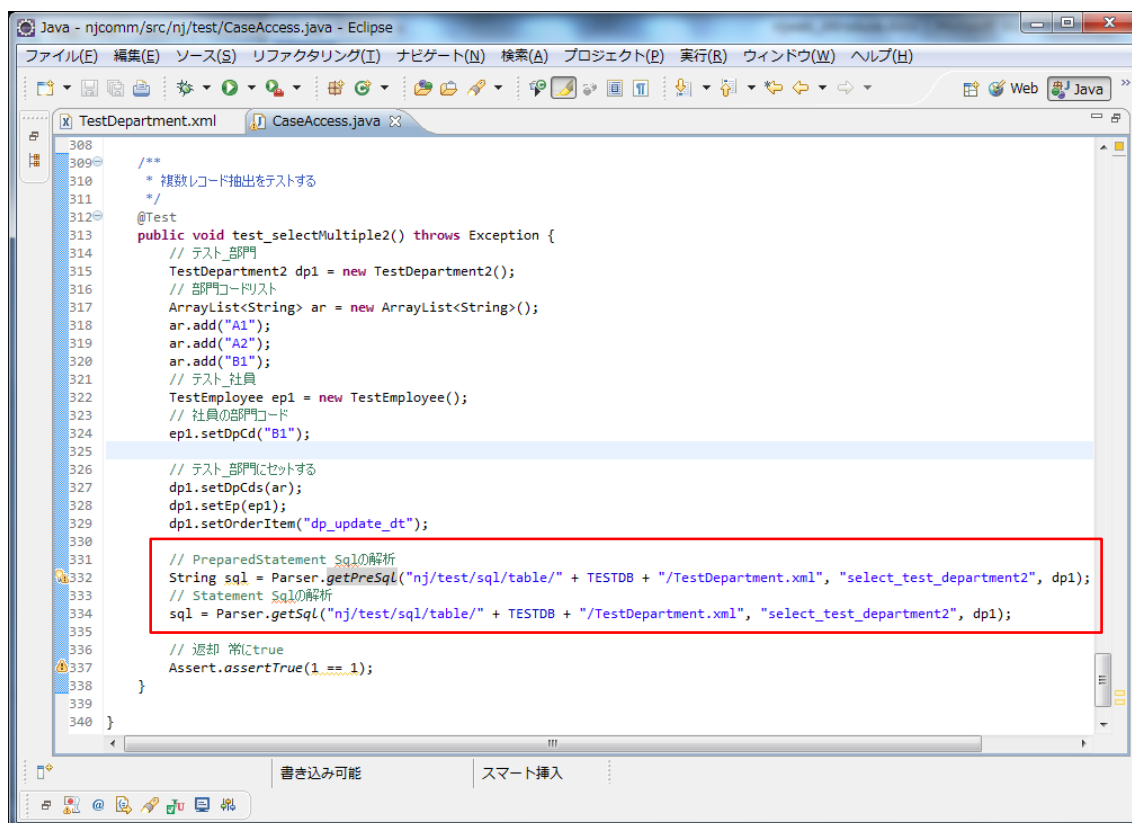 Java - njcomm/src/nj/test/CaseAccess.java - Eclipse
ファイル(F) 編集(E) ソース(S) リファクタリング(T) ナビゲート(N) 検索(A) プロジェクト(P) 実行(R) ウィンドウ(W) ヘルプ(H)
Web Java
TestDepartment.xml CaseAccess.java
308
309 /**
310 * 複数レコード抽出をテストする
311 */
312 @Test
313 public void test_selectMultiple2() throws Exception {
314 // テスト_部門
315 TestDepartment2 dp1 = new TestDepartment2();
316 // 部門コードリスト
317 ArrayList<String> ar = new ArrayList<String>();
318 ar.add("A1");
319 ar.add("A2");
320 ar.add("B1");
321 // テスト_社員
322 TestEmployee ep1 = new TestEmployee();
323 // 社員の部門コード
324 ep1.setDpCd("B1");
325
326 // テスト_部門にセットする
327 dp1.setDpCds(ar);
328 dp1.setEp(ep1);
329 dp1.setOrderItem("dp_update_dt");
330
331 // PreparedStatement Sqlの解析
332 String sql = Parser.getPreSql("nj/test/sql/table/" + TESTDB + "/TestDepartment.xml", "select_test_department2", dp1);
333 // Statement Sqlの解析
334 sql = Parser.getSql("nj/test/sql/table/" + TESTDB + "/TestDepartment.xml", "select_test_department2", dp1);
335
336 // 返却 常にtrue
337 Assert.assertTrue(1 == 1);
338 }
339
340 }
書き込み可能 スマート挿入